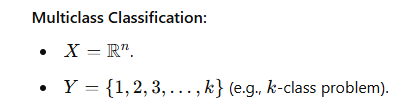 Multiclass Classification:
• X = ℝⁿ.
• Y = {1, 2, 3, . . . , k} (e.g., k-class problem).